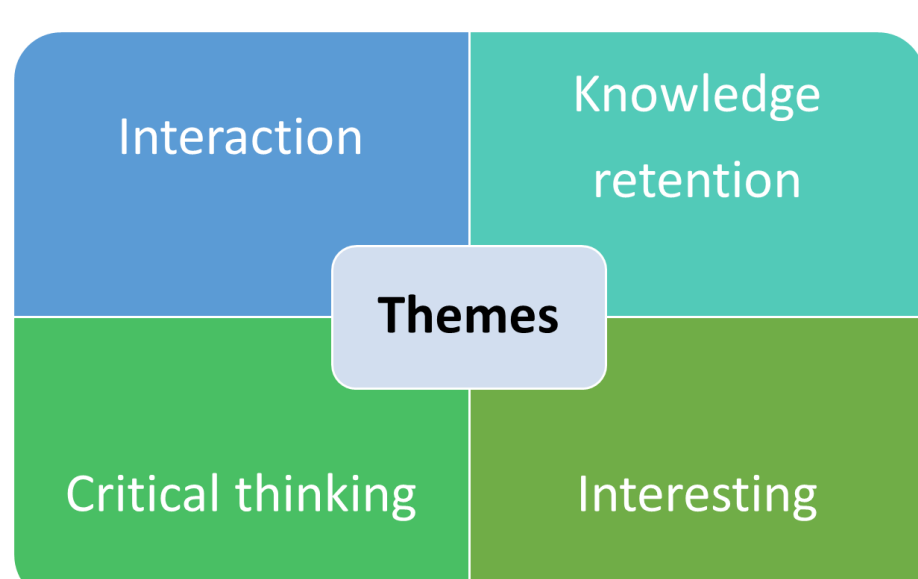 Interaction
Knowledge
retention
Themes
Critical thinking
Interesting